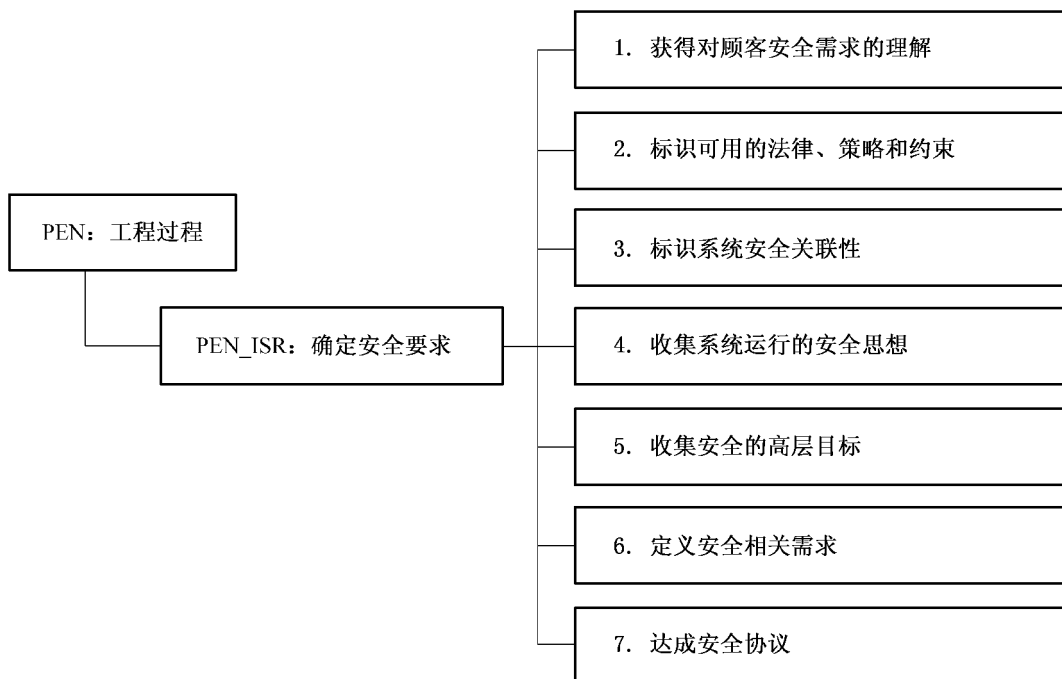 PEN：工程过程
PEN_ISR：确定安全要求
1. 获得对顾客安全需求的理解
2. 标识可用的法律、策略和约束
3. 标识系统安全关联性
4. 收集系统运行的安全思想
5. 收集安全的高层目标
6. 定义安全相关需求
7. 达成安全协议